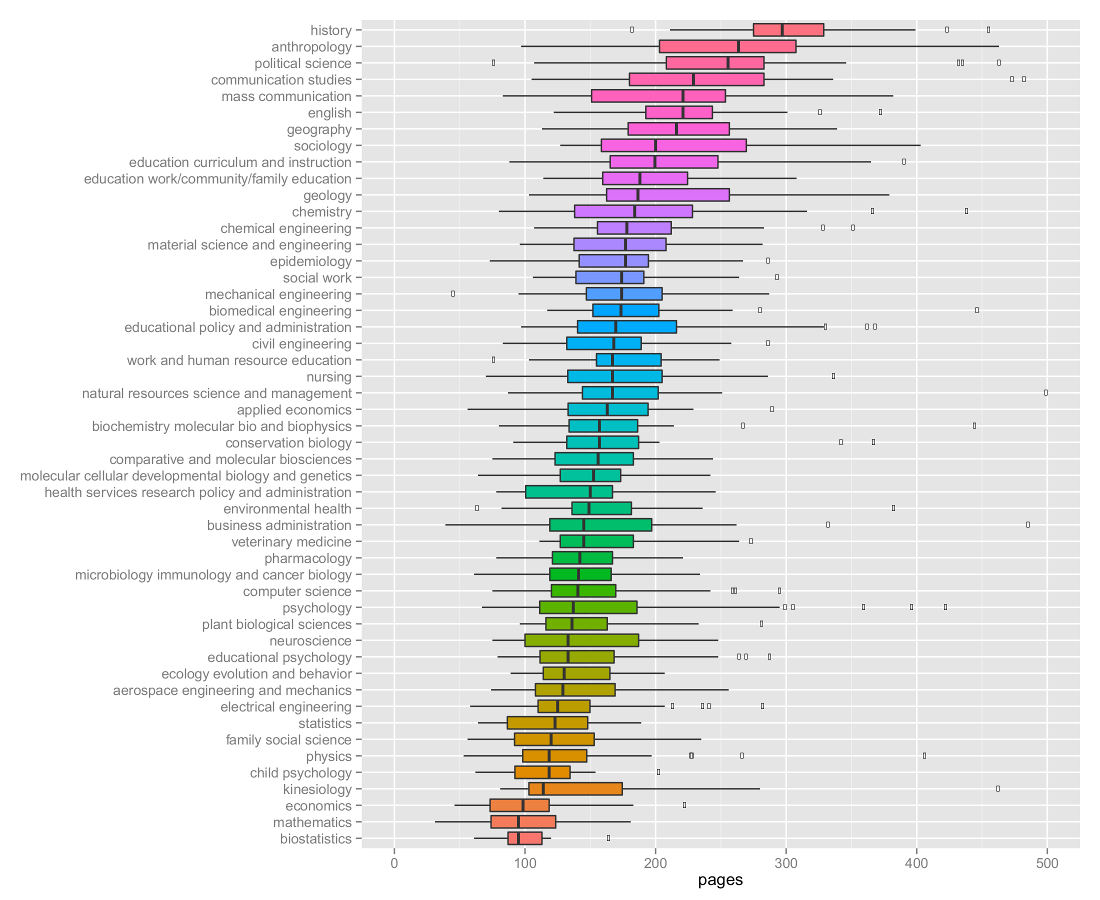 history
anthropology
political science
communication studies
mass communication
english
geography
sociology
education curriculum and instruction
education work/community/family education
geology
chemistry
chemical engineering
material science and engineering
epidemiology
social work
mechanical engineering
biomedical engineering
educational policy and administration
civil engineering
work and human resource education
nursing
natural resources science and management
applied economics
biochemistry molecular bio and biophysics
conservation biology
comparative and molecular biosciences
molecular cellular developmental biology and genetics
health services research policy and administration
environmental health
business administration
veterinary medicine
pharmacology
microbiology immunology and cancer biology
computer science
psychology
plant biological sciences
neuroscience
educational psychology
ecology evolution and behavior
aerospace engineering and mechanics
electrical engineering
statistics
family social science
physics
child psychology
kinesiology
economics
mathematics
biostatistics
0 100 200 300 400 500
pages